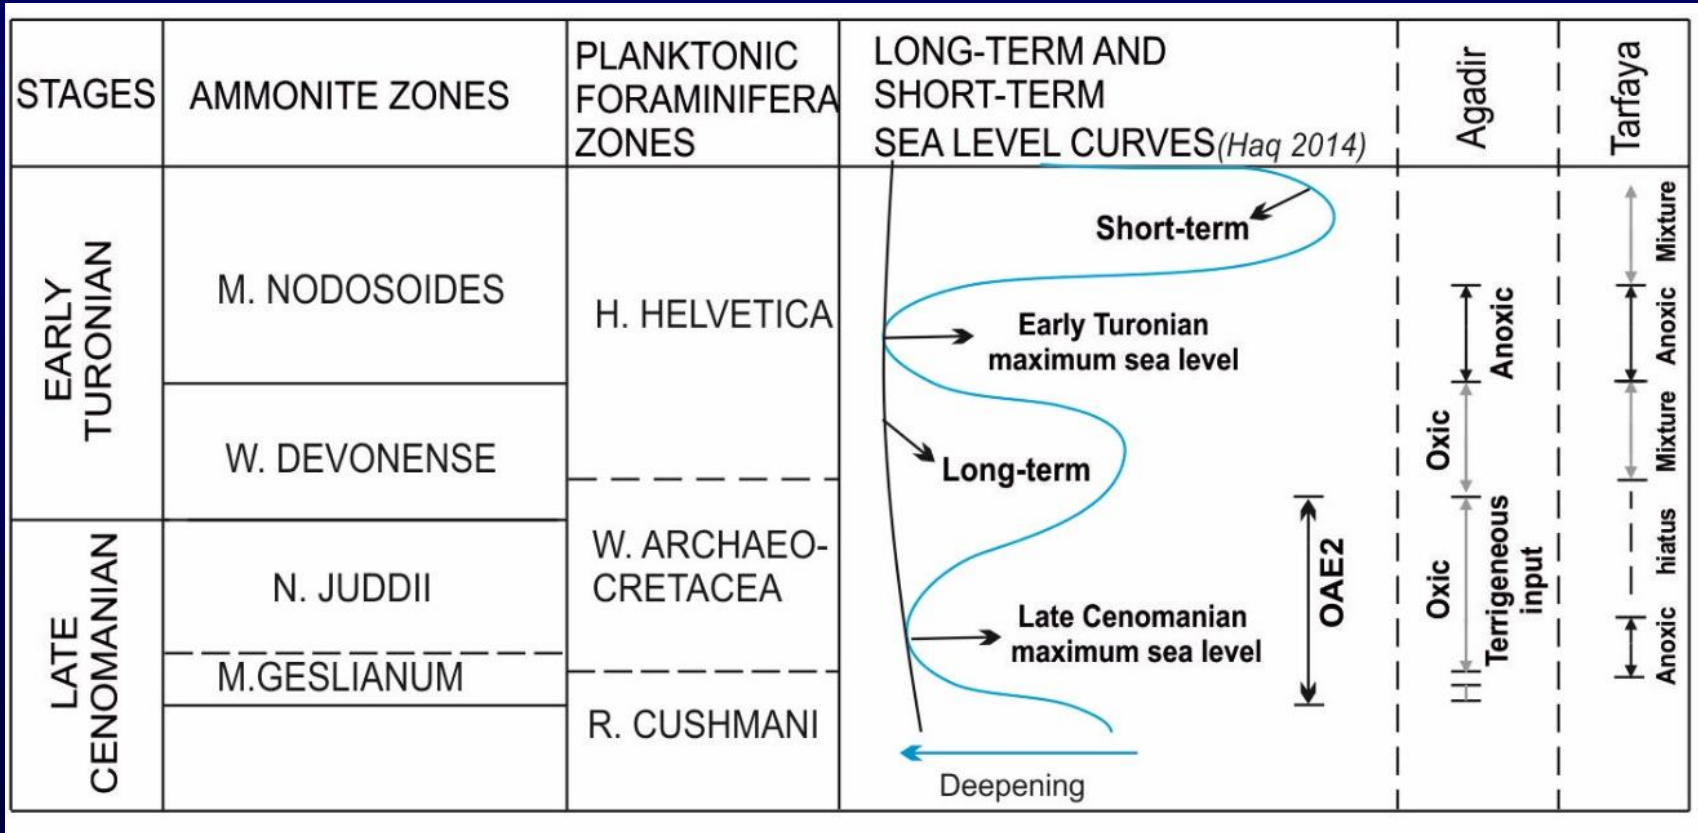 STAGES
AMMONITE ZONES
PLANKTONIC
FORAMINIFERA
ZONES
LONG-TERM AND
SHORT-TERM
SEA LEVEL CURVES(Haq 2014)
Agadir
Tarfaya
EARLY
TURONIAN
M. NODOSOIDES
W. DEVONENSE
LATE
CENOMANIAN
N. JUDDII
M.GESLIANUM
H. HELVETICA
W. ARCHAEO-
CRETACEA
R. CUSHMANI
Short-term
Early Turonian
maximum sea level
Long-term
Late Cenomanian
maximum sea level
Deepening
OAE2
Anoxic
Oxic
Oxic
Terrigeneous
input
Mixture
Anoxic
Mixture
hiatus
Anoxic